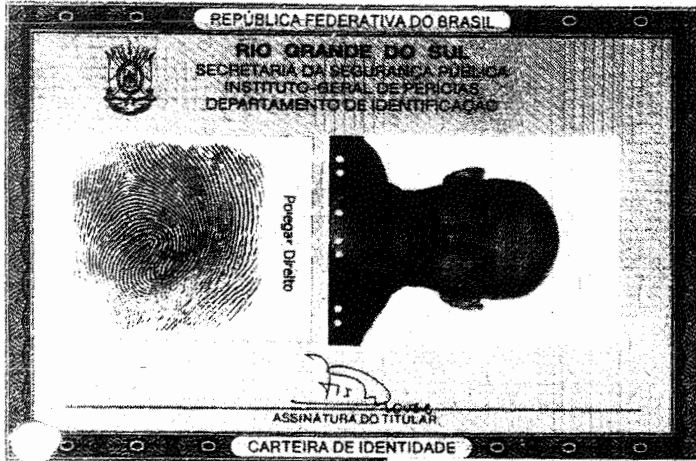 REPÚBLICA FEDERATIVA DO BRASIL
RIO GRANDE DO SUL
SECRETARIA DA SEGURANÇA PÚBLICA
INSTITUTO-GERAL DE PERÍCIAS
DEPARTAMENTO DE IDENTIFICAÇÃO
Polegar Direito
ASSINATURA DO TITULAR
CARTEIRA DE IDENTIDADE